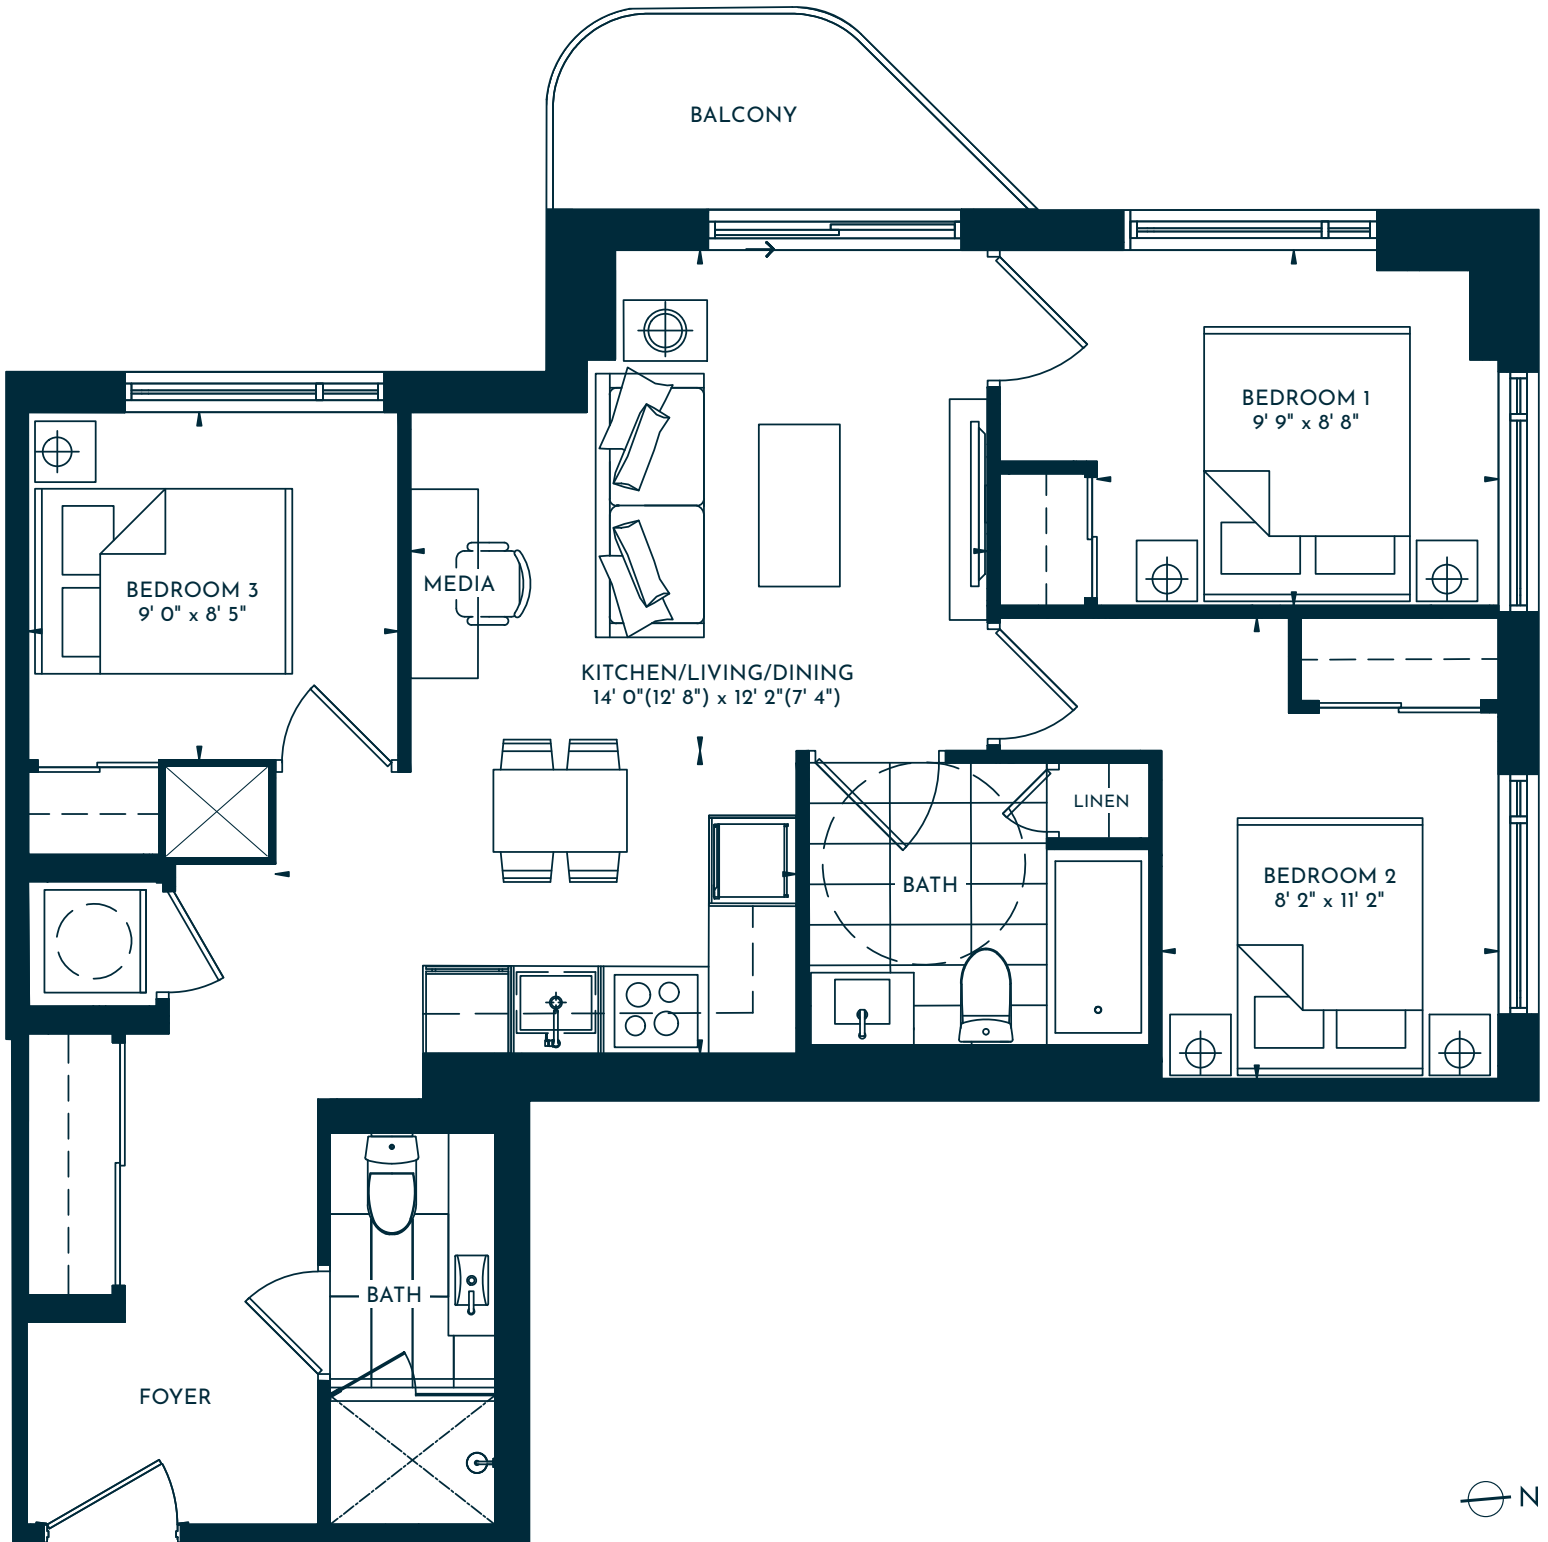 BALCONY
BEDROOM 1
9' 9" x 8' 8"
BEDROOM 3
9' 0" x 8' 5"
MEDIA
KITCHEN/LIVING/DINING
14' 0"(12' 8") x 12' 2"(7' 4")
LINEN
BATH
BEDROOM 2
8' 2" x 11' 2"
BATH
FOYER
N